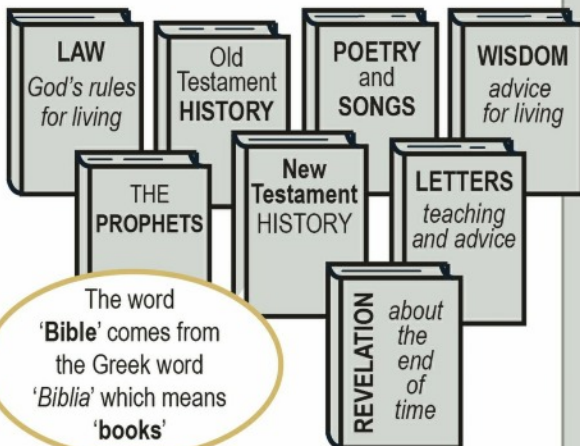 LAW
God's rules
for living
Old
Testament
HISTORY
POETRY
and
SONGS
WISDOM
advice
for living
THE
PROPHETS
New
Testament
HISTORY
LETTERS
teaching
and advice
REVELATION
about
the
end
of
time
The word
‘Bible’ comes from
the Greek word
‘Biblia’ which means
‘books’